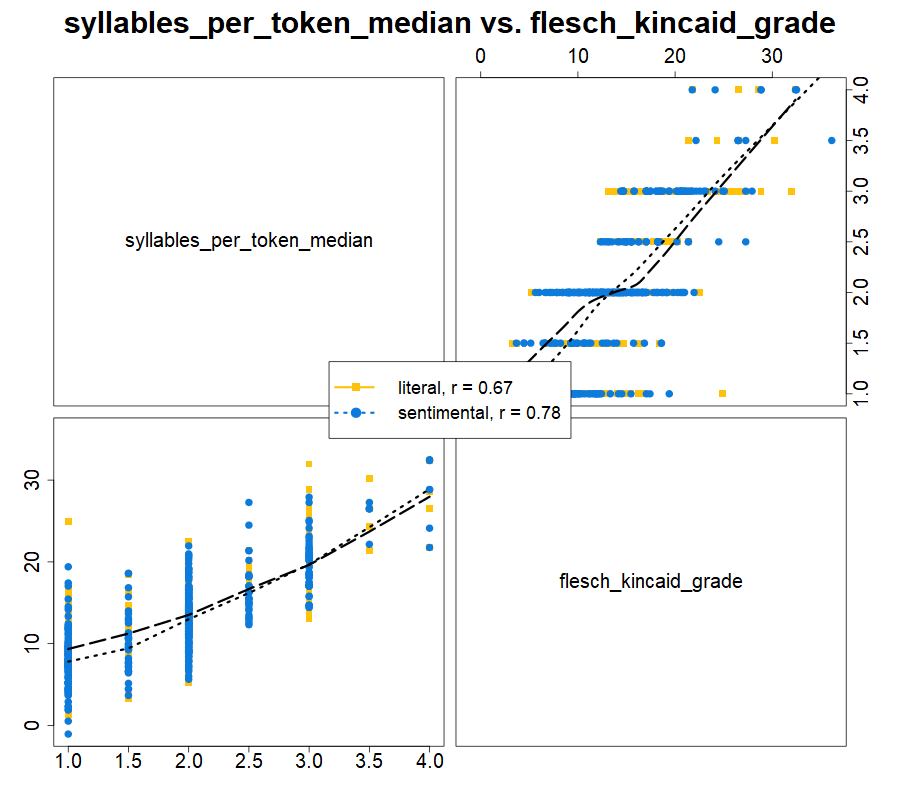 syllables_per_token_median vs. flesch_kincaid_grade
0 10 20 30
syllables_per_token_median
4.0
3.5
3.0
2.5
2.0
1.5
1.0
literal, r = 0.67
sentimental, r = 0.78
30
20
10
0
flesch_kincaid_grade
1.0 1.5 2.0 2.5 3.0 3.5 4.0